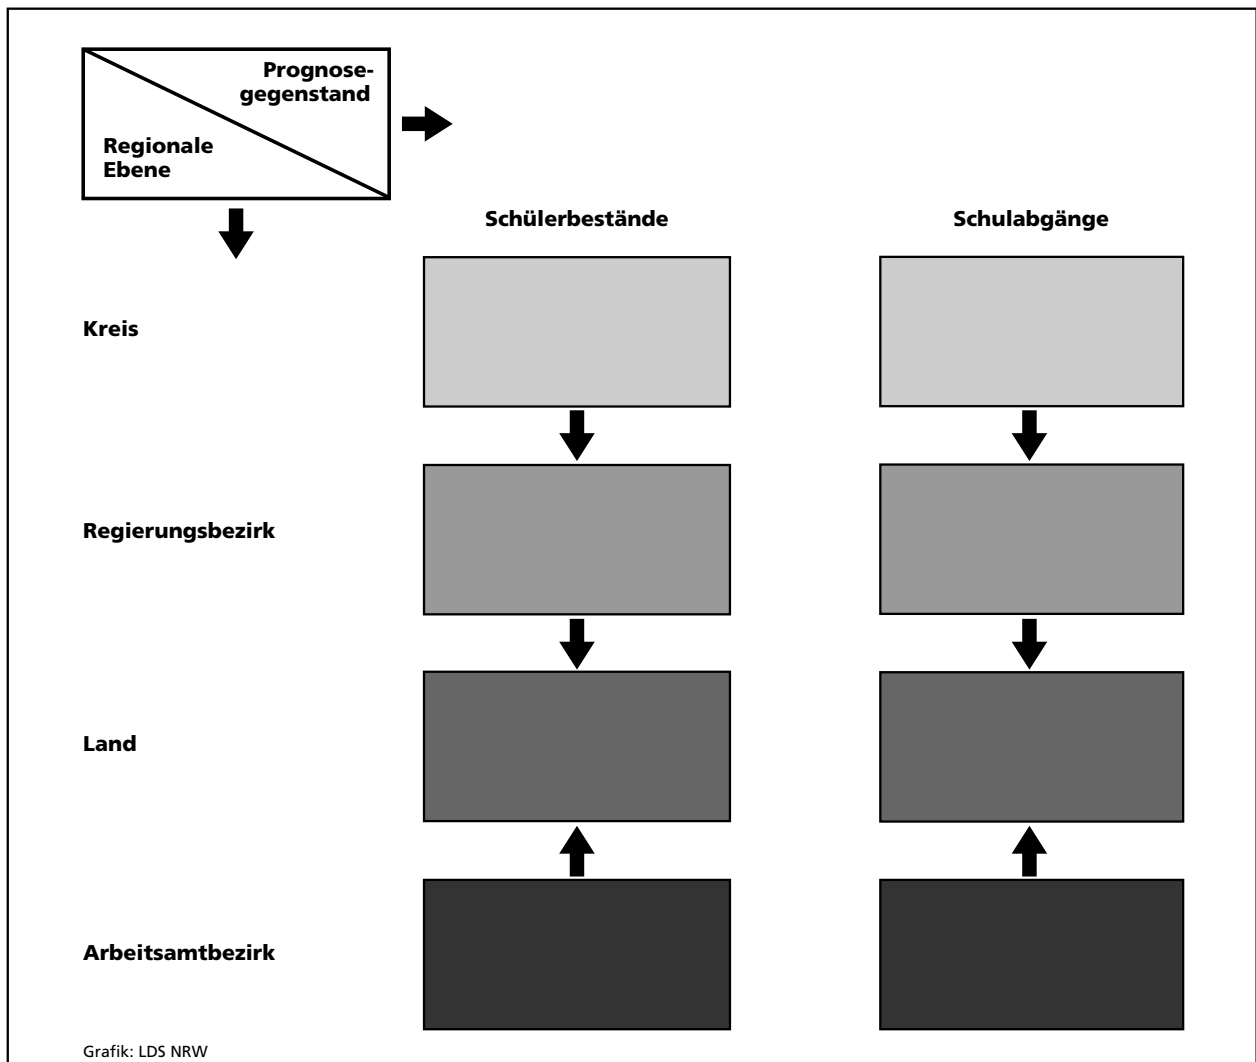 Prognose-
gegenstand
Regionale
Ebene
Schülerbestände
Schulabgänge
Kreis
Regierungsbezirk
Land
Arbeitsamtbezirk
Grafik: LDS NRW